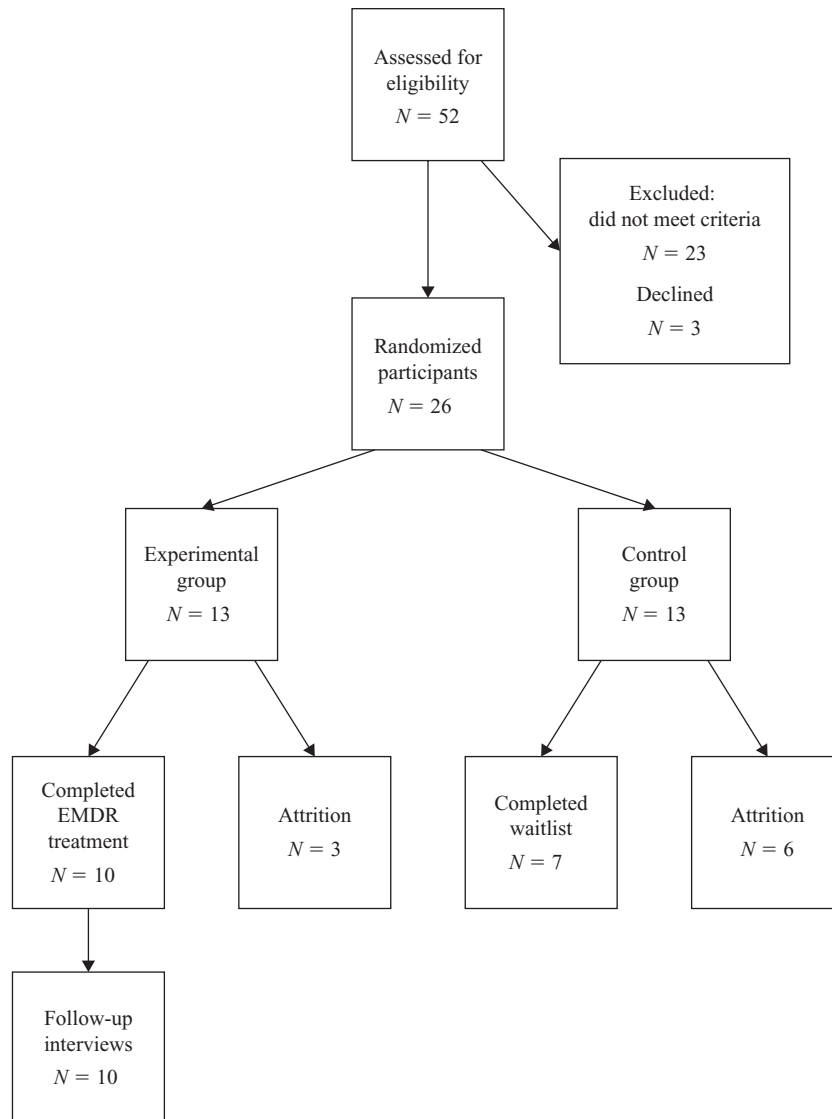 Assessed for
eligibility
N = 52
Excluded:
did not meet criteria
N = 23
Declined
N = 3
Randomized
participants
N = 26
Experimental
group
N = 13
Control
group
N = 13
Completed
EMDR
treatment
N = 10
Attrition
N = 3
Completed
waitlist
N = 7
Attrition
N = 6
Follow-up
interviews
N = 10